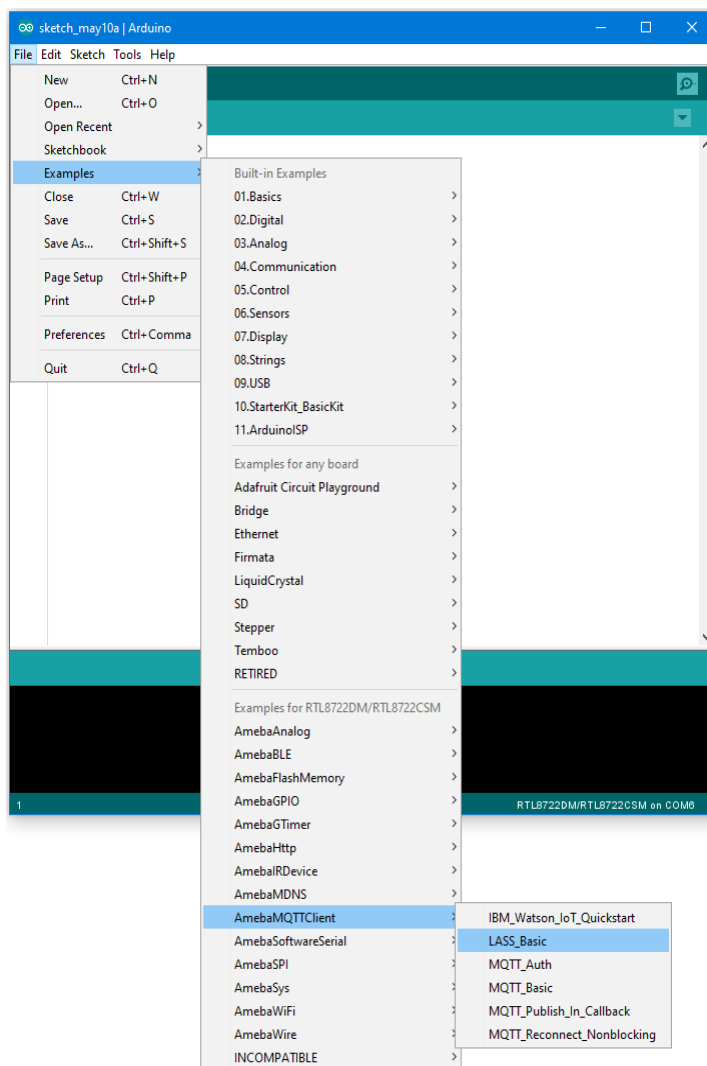 sketch_may10a | Arduino
File Edit Sketch Tools Help
New Ctrl+N
Open... Ctrl+O
Open Recent
Sketchbook
Examples
Close Ctrl+W
Save Ctrl+S
Save As... Ctrl+Shift+S
Page Setup Ctrl+Shift+P
Print Ctrl+P
Preferences Ctrl+Comma
Quit Ctrl+Q
Built-in Examples
01.Basics
02.Digital
03.Analog
04.Communication
05.Control
06.Sensors
07.Display
08.Strings
09.USB
10.StarterKit_BasicKit
11.ArduinoISP
Examples for any board
Adafruit Circuit Playground
Bridge
Ethernet
Firmata
LiquidCrystal
SD
Stepper
Temboo
RETIRED
Examples for RTL8722DM/RTL8722CSM
AmebaAnalog
AmebaBLE
AmebaFlashMemory
AmebaGPIO
AmebaGTimer
AmebaHttp
AmebaIRDevice
AmebaMDNS
AmebaMQTTClient
AmebaSoftwareSerial
AmebaSPI
AmebaSys
AmebaWiFi
AmebaWire
INCOMPATIBLE
IBM_Watson_IoT_Quickstart
LASS_Basic
MQTT_Auth
MQTT_Basic
MQTT_Publish_In_Callback
MQTT_Reconnect_Nonblocking
1 RTL8722DM/RTL8722CSM on COM6